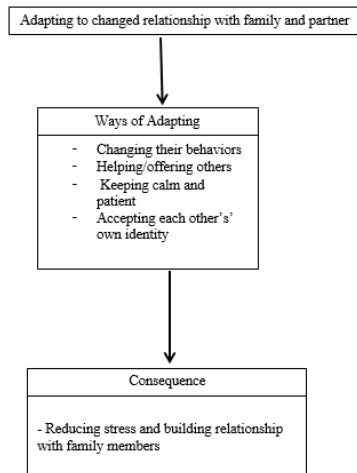 Adapting to changed relationship with family and partner
Ways of Adapting
- Changing their behaviors
- Helping/offering others
- Keeping calm and
patient
- Accepting each other's'
own identity
Consequence
- Reducing stress and building relationship
with family members